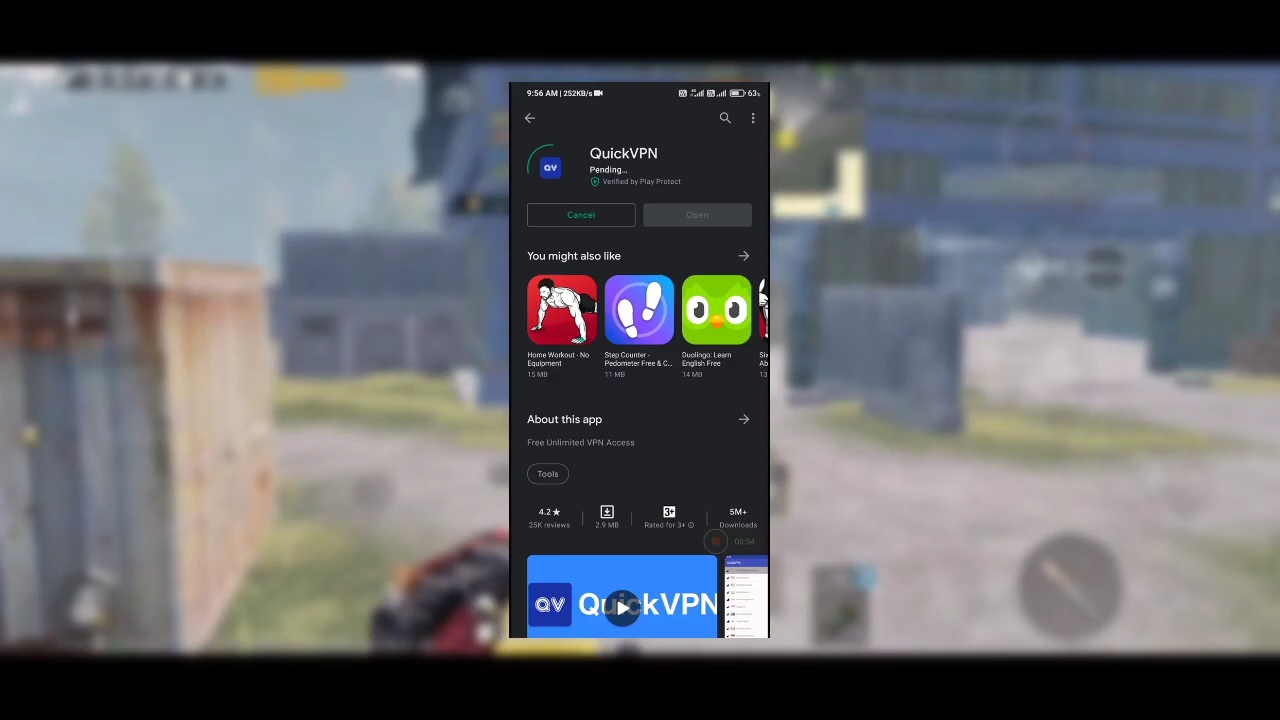 9:56 AM | 252KB/s
63%
QuickVPN
Pending...
Verified by Play Protect
Cancel
Open
You might also like
Home Workout - No
Equipment
15 MB
Step Counter -
Pedometer Free & C...
11 MB
Duolingo: Learn
English Free
14 MB
Six
Ab
13
About this app
Free Unlimited VPN Access
Tools
4.2★
25K reviews
2.9 MB
3+
Rated for 3+
5M+
Downloads
00:54
QV
QuickVPN